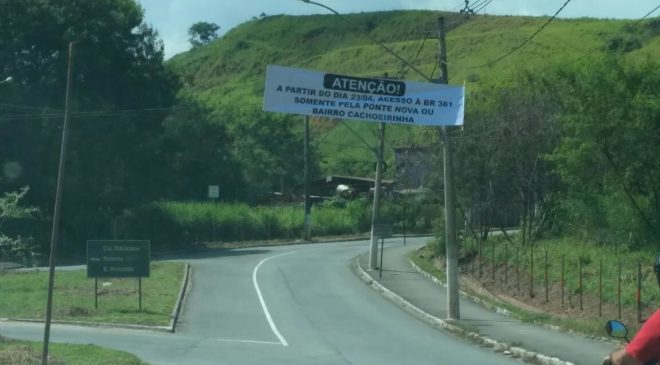 ATENÇÃO!
A PARTIR DO DIA 23/04, ACESSO À BR 381
SOMENTE PELA PONTE NOVA OU
BAIRRO CACHOEIRINHA